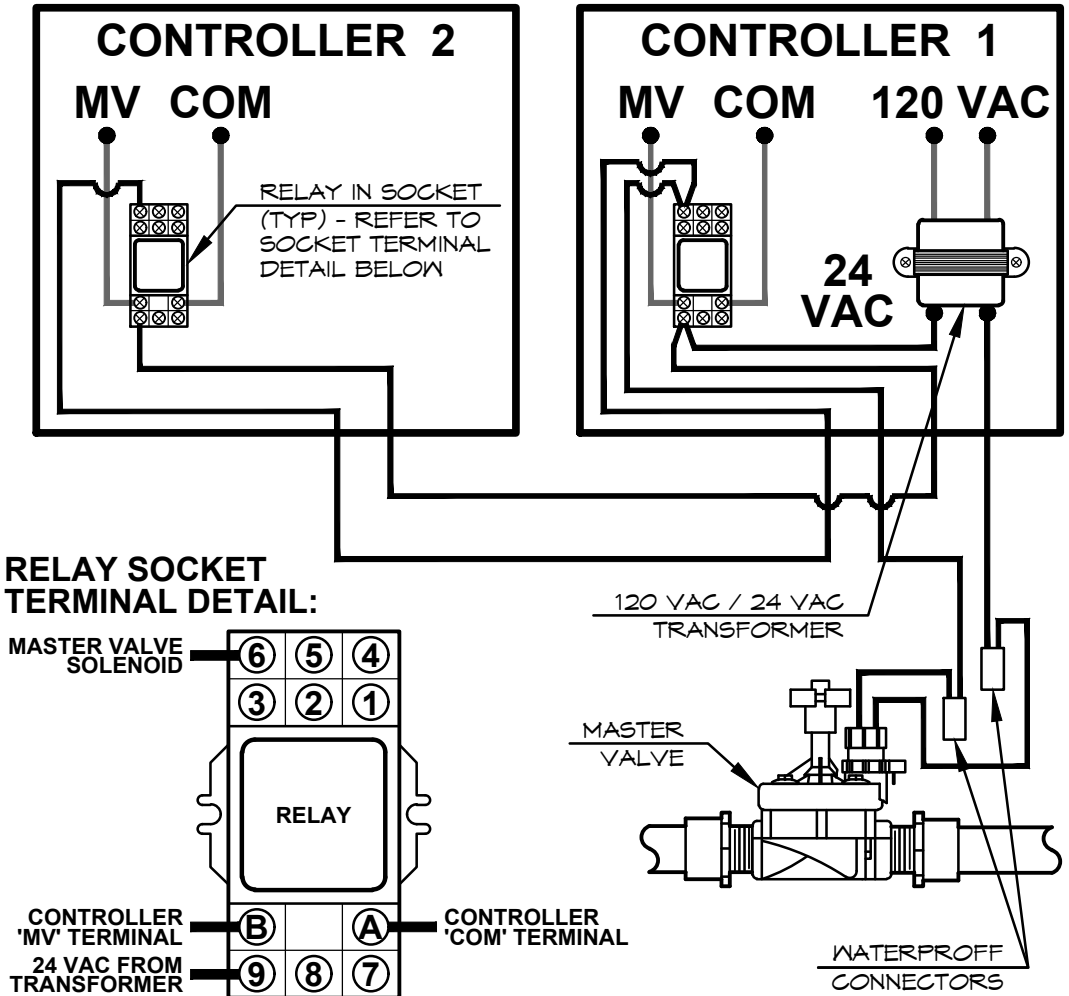 CONTROLLER 2
MV COM
RELAY IN SOCKET
(TYP) - REFER TO
SOCKET TERMINAL
DETAIL BELOW
CONTROLLER 1
MV COM 120 VAC
24
VAC
120 VAC / 24 VAC
TRANSFORMER
RELAY SOCKET
TERMINAL DETAIL:
MASTER VALVE
SOLENOID
6 5 4
3 2 1
RELAY
CONTROLLER
'MV' TERMINAL
B A
CONTROLLER
'COM' TERMINAL
24 VAC FROM
TRANSFORMER
9 8 7
MASTER
VALVE
WATERPROFF
CONNECTORS